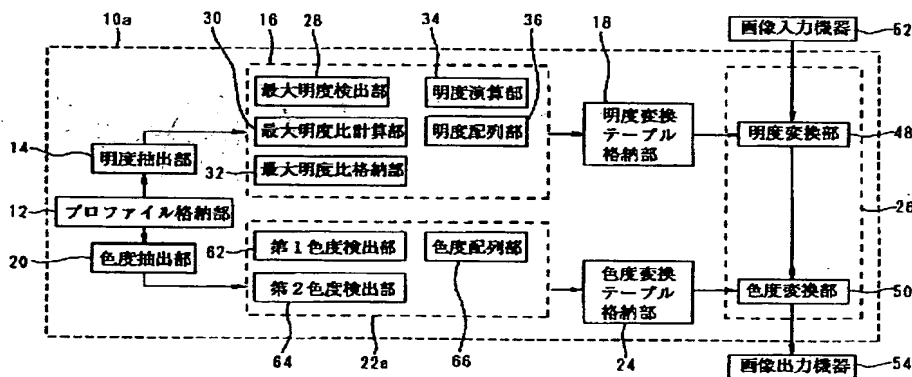 10a
30
16
28
34
36
18
画像入力機器
52
最大明度検出部
明度演算部
最大明度比計算部
明度配列部
明度変換
テーブル
格納部
明度変換部
48
14
明度抽出部
32
最大明度比格納部
12
プロファイル格納部
26
20
色度抽出部
62
第1色度検出部
色度配列部
第2色度検出部
色度変換
テーブル
格納部
色度変換部
50
64
22a
66
24
画像出力機器
54